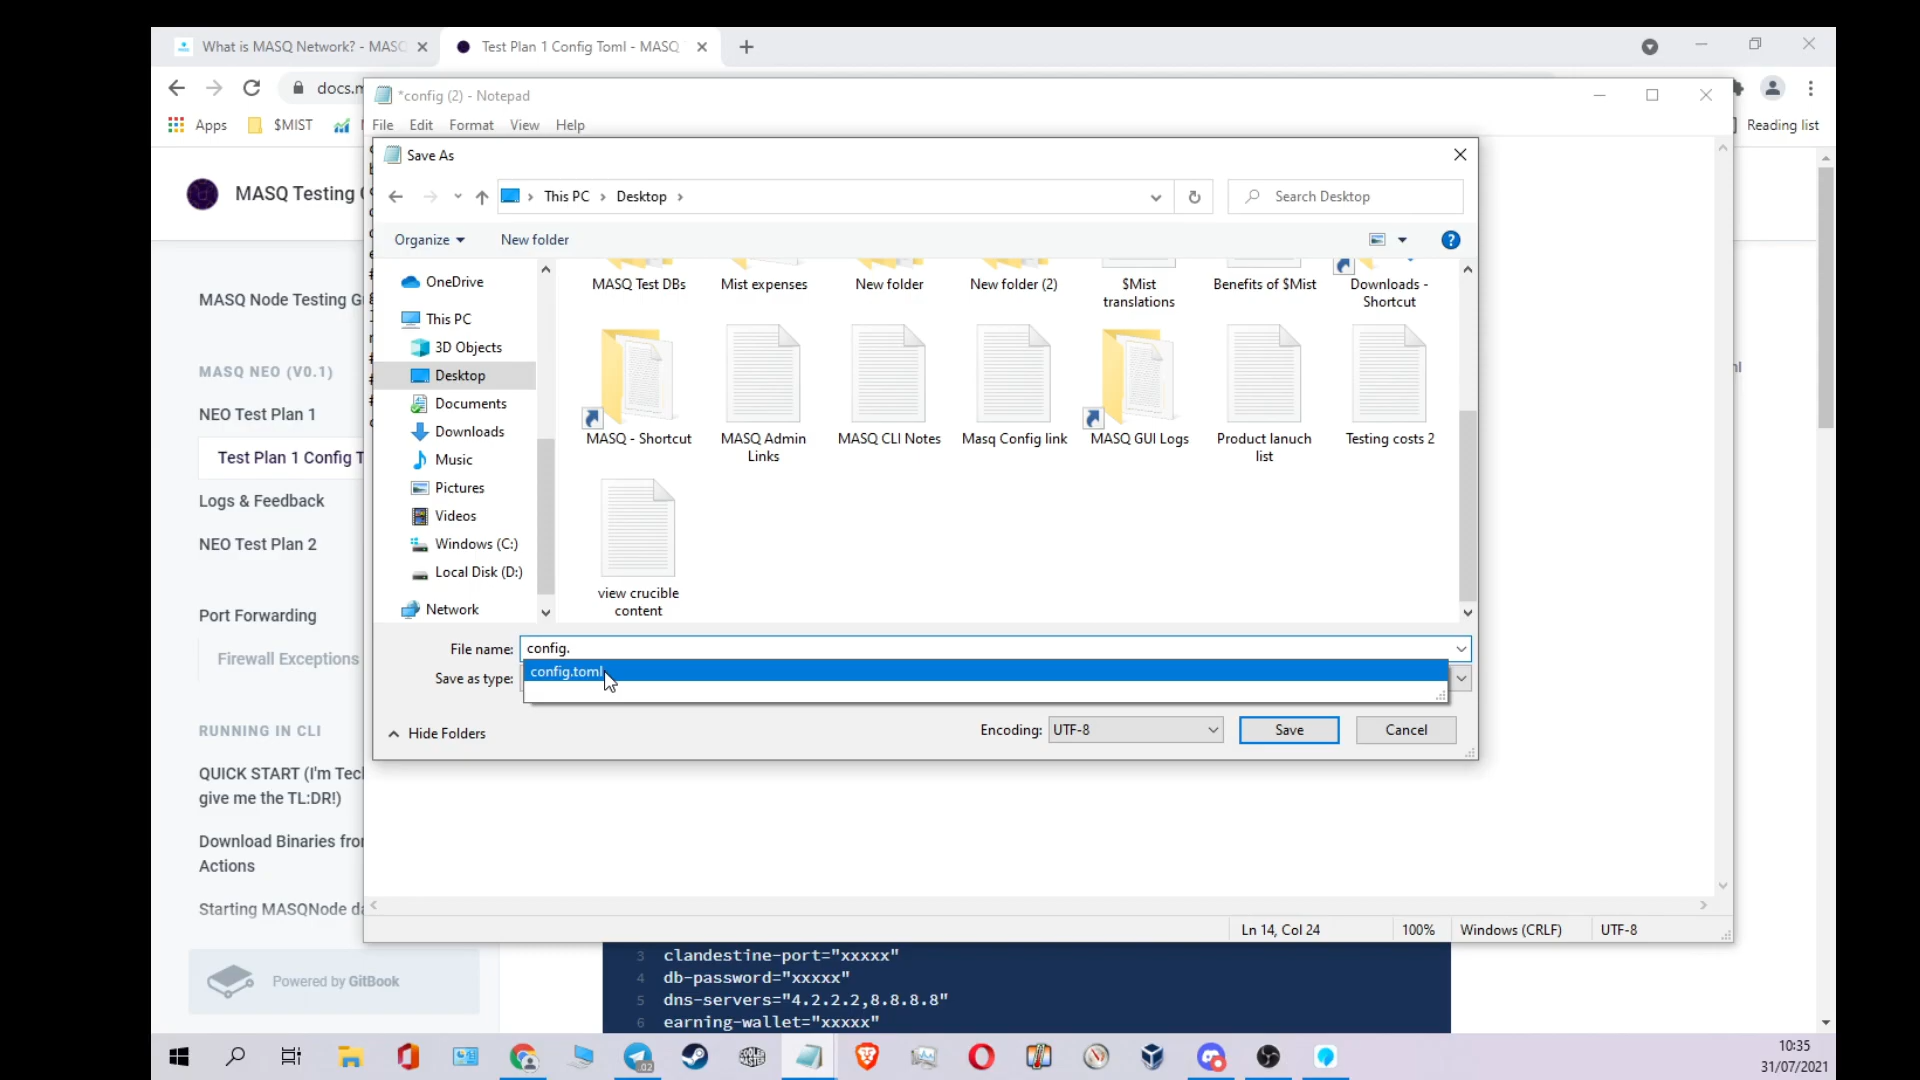 What is MASQ Network? - MASQ
Test Plan 1 Config Toml - MASQ
docs.m
*config (2) - Notepad
Apps
$MIST
File
Edit
Format
View
Help
Reading list
Save As
MASQ Testing
This PC
Desktop
Search Desktop
Organize
New folder
OneDrive
This PC
3D Objects
Desktop
Documents
Downloads
Music
Pictures
Videos
Windows (C:)
Local Disk (D:)
Network
MASQ Test DBs
Mist expenses
New folder
New folder (2)
$Mist
translations
Benefits of $Mist
Downloads -
Shortcut
MASQ - Shortcut
MASQ Admin
Links
MASQ CLI Notes
Masq Config link
MASQ GUI Logs
Product lanuch
list
Testing costs 2
view crucible
content
File name:
config.
config.toml
Save as type:
Hide Folders
Encoding:
UTF-8
Save
Cancel
MASQ Node Testing G
MASQ NEO (V0.1)
NEO Test Plan 1
Test Plan 1 Config T
Logs & Feedback
NEO Test Plan 2
Port Forwarding
Firewall Exceptions
RUNNING IN CLI
QUICK START (I'm Tech
give me the TL:DR!)
Download Binaries from
Actions
Starting MASQNode da
Powered by GitBook
Ln 14, Col 24
100%
Windows (CRLF)
UTF-8
3 clandestine-port="xxxxx"
4 db-password="xxxxx"
5 dns-servers="4.2.2.2,8.8.8.8"
6 earning-wallet="xxxxx"
10:35
31/07/2021